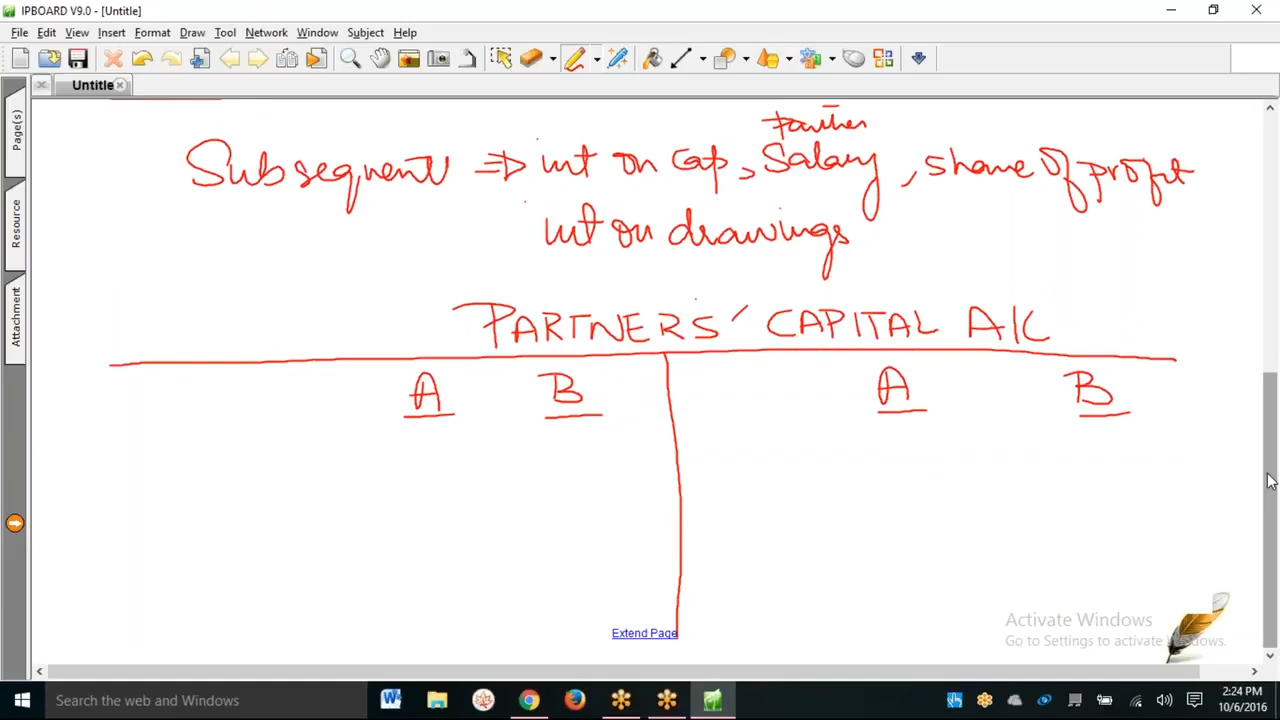 IPBOARD V9.0 - [Untitle]
File Edit View Insert Format Draw Tool Network Window Subject Help
Untitle
Page(s)
Resource
Attachment
Partner
Subsequent ⇒ int on cap, Salary, share of profit
int on drawings
PARTNERS' CAPITAL A/C
A B A B
Extend Page
Activate Windows
Go to Settings to activate Windows.
Search the web and Windows
2:24 PM
10/6/2016